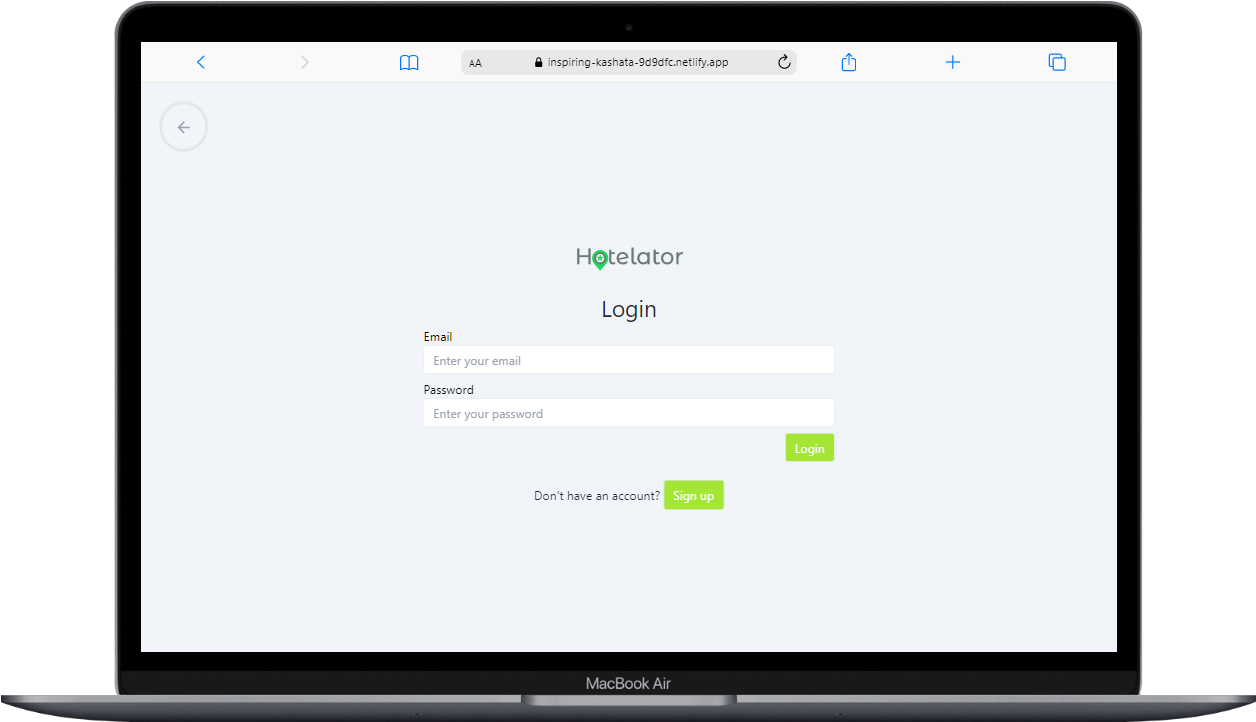 AA inspiring-kashata-9d9dfc.netlify.app
Hotelator
Login
Email
Enter your email
Password
Enter your password
Login
Don't have an account? Sign up
MacBook Air